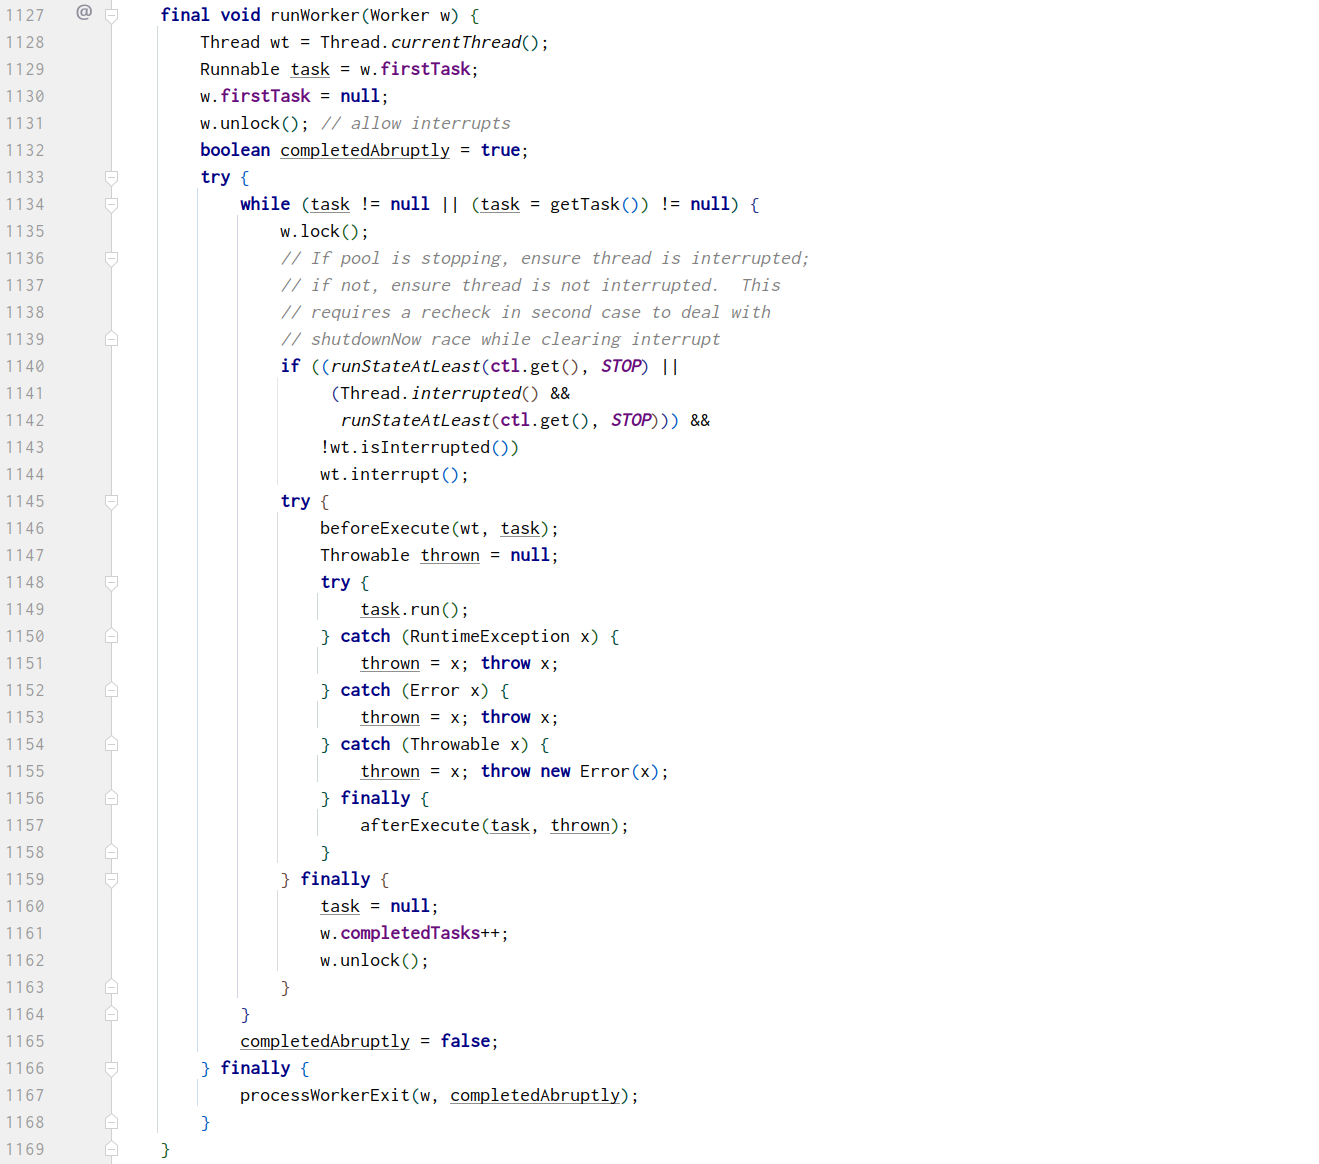 1127 @ final void runWorker(Worker w) {
1128 Thread wt = Thread.currentThread();
1129 Runnable task = w.firstTask;
1130 w.firstTask = null;
1131 w.unlock(); // allow interrupts
1132 boolean completedAbruptly = true;
1133 try {
1134 while (task != null || (task = getTask()) != null) {
1135 w.lock();
1136 // If pool is stopping, ensure thread is interrupted;
1137 // if not, ensure thread is not interrupted.  This
1138 // requires a recheck in second case to deal with
1139 // shutdownNow race while clearing interrupt
1140 if ((runStateAtLeast(ctl.get(), STOP) ||
1141 (Thread.interrupted() &&
1142 runStateAtLeast(ctl.get(), STOP))) &&
1143 !wt.isInterrupted())
1144 wt.interrupt();
1145 try {
1146 beforeExecute(wt, task);
1147 Throwable thrown = null;
1148 try {
1149 task.run();
1150 } catch (RuntimeException x) {
1151 thrown = x; throw x;
1152 } catch (Error x) {
1153 thrown = x; throw x;
1154 } catch (Throwable x) {
1155 thrown = x; throw new Error(x);
1156 } finally {
1157 afterExecute(task, thrown);
1158 }
1159 } finally {
1160 task = null;
1161 w.completedTasks++;
1162 w.unlock();
1163 }
1164 }
1165 completedAbruptly = false;
1166 } finally {
1167 processWorkerExit(w, completedAbruptly);
1168 }
1169 }